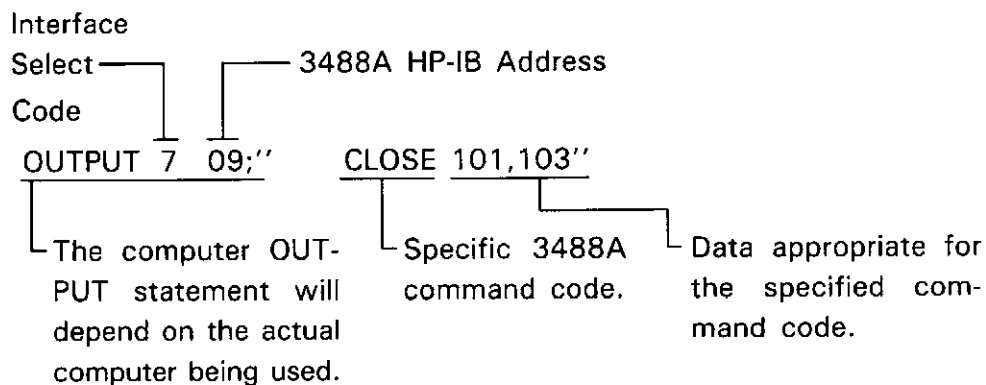 Interface
Select
Code
3488A HP-IB Address
OUTPUT 7 09;'' CLOSE 101,103''
The computer OUT-
PUT statement will
depend on the actual
computer being used.
Specific 3488A
command code.
Data appropriate for
the specified com-
mand code.